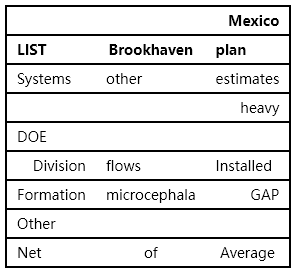 Mexico
LIST Brookhaven plan
Systems other estimates
heavy
DOE
Division flows Installed
Formation microcephala GAP
Other
Net of Average